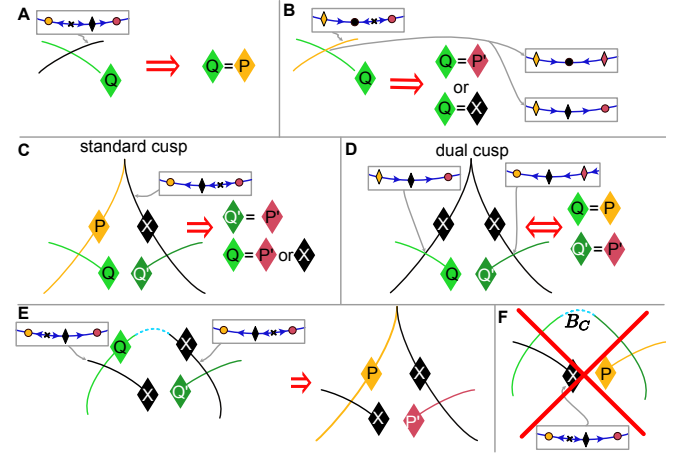 A
Q
Q = P
B
Q
Q = P'
or
Q = X
C
standard cusp
P
X
Q
Q'
Q' = P'
Q = P' or X
D
dual cusp
X
X
Q
Q'
Q = P
Q' = P'
E
Q
X
X
Q'
P
X
X
P'
F
B_C
X
P